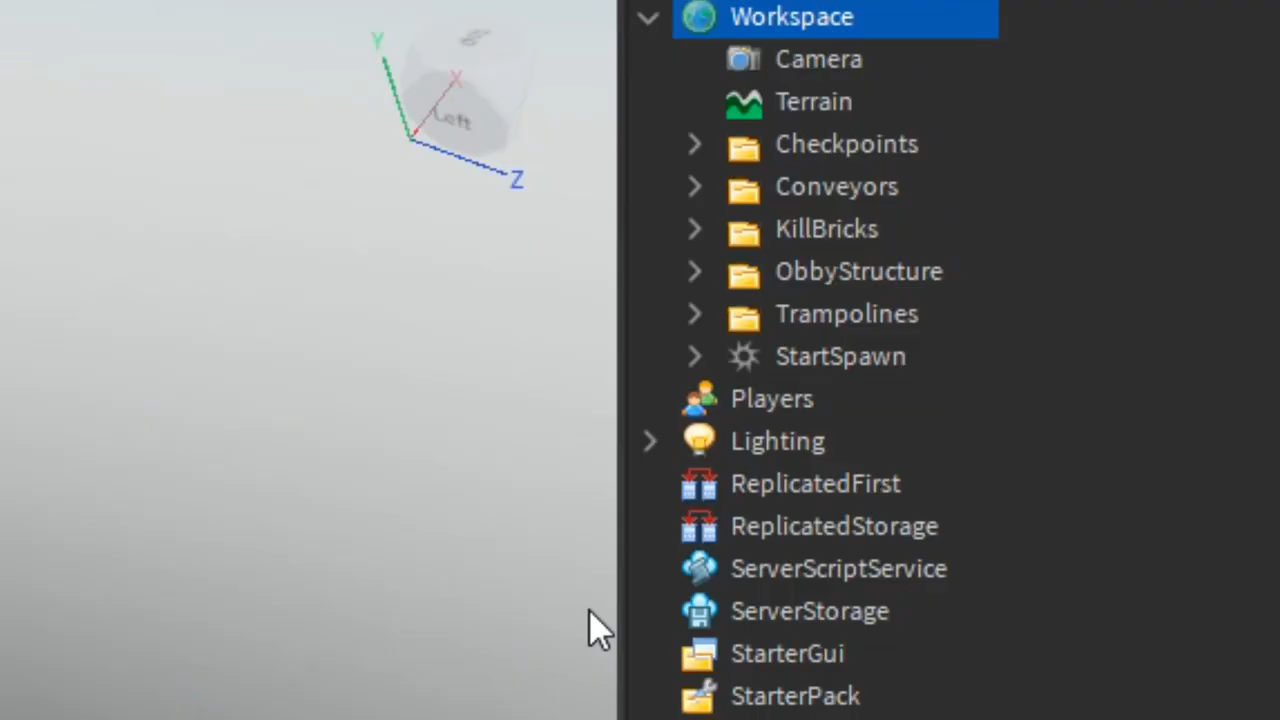 Workspace
Camera
Terrain
Checkpoints
Conveyors
KillBricks
ObbyStructure
Trampolines
StartSpawn
Players
Lighting
ReplicatedFirst
ReplicatedStorage
ServerScriptService
ServerStorage
StarterGui
StarterPack
Y
X
Left
Z